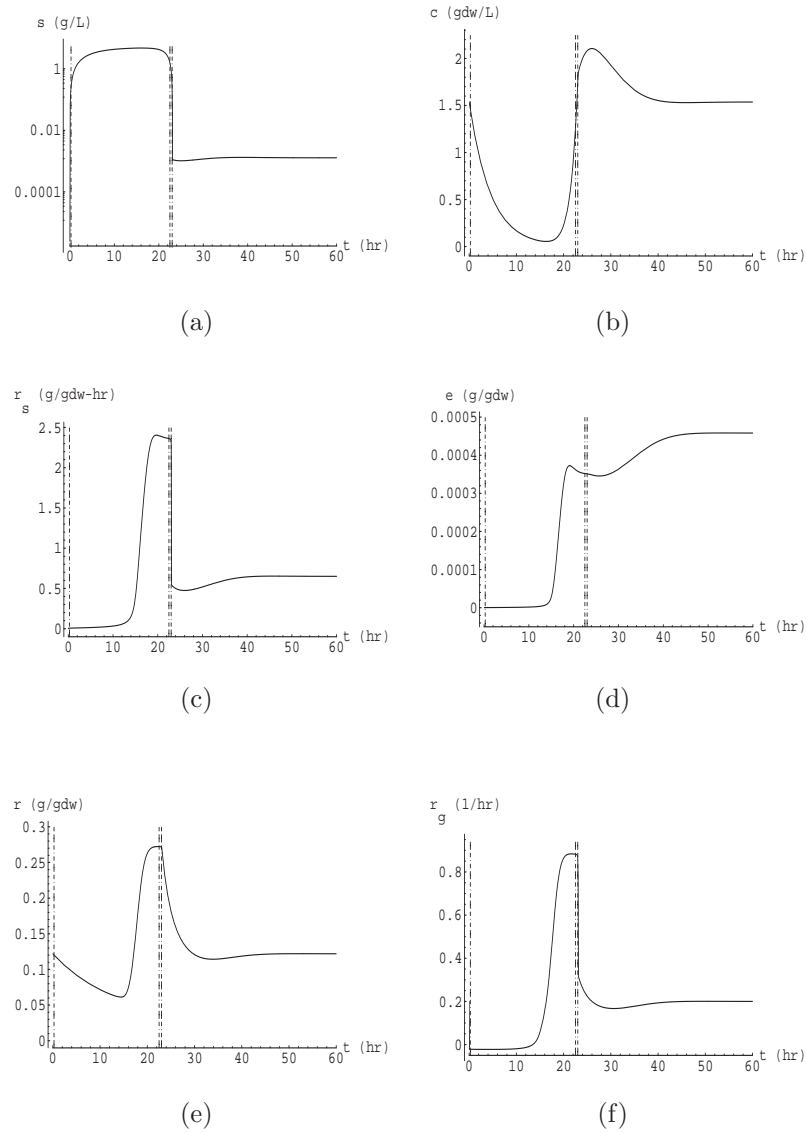 s (g/L)
1
0.01
0.0001
0 10 20 30 40 50 60
t (hr)
(a)
c (gdw/L)
2
1.5
1
0.5
0
0 10 20 30 40 50 60
t (hr)
(b)
r_s (g/gdw-hr)
2.5
2
1.5
1
0.5
0
0 10 20 30 40 50 60
t (hr)
(c)
e (g/gdw)
0.0005
0.0004
0.0003
0.0002
0.0001
0
0 10 20 30 40 50 60
t (hr)
(d)
r (g/gdw)
0.3
0.25
0.2
0.15
0.1
0.05
0
0 10 20 30 40 50 60
t (hr)
(e)
r_g (1/hr)
0.8
0.6
0.4
0.2
0
0 10 20 30 40 50 60
t (hr)
(f)